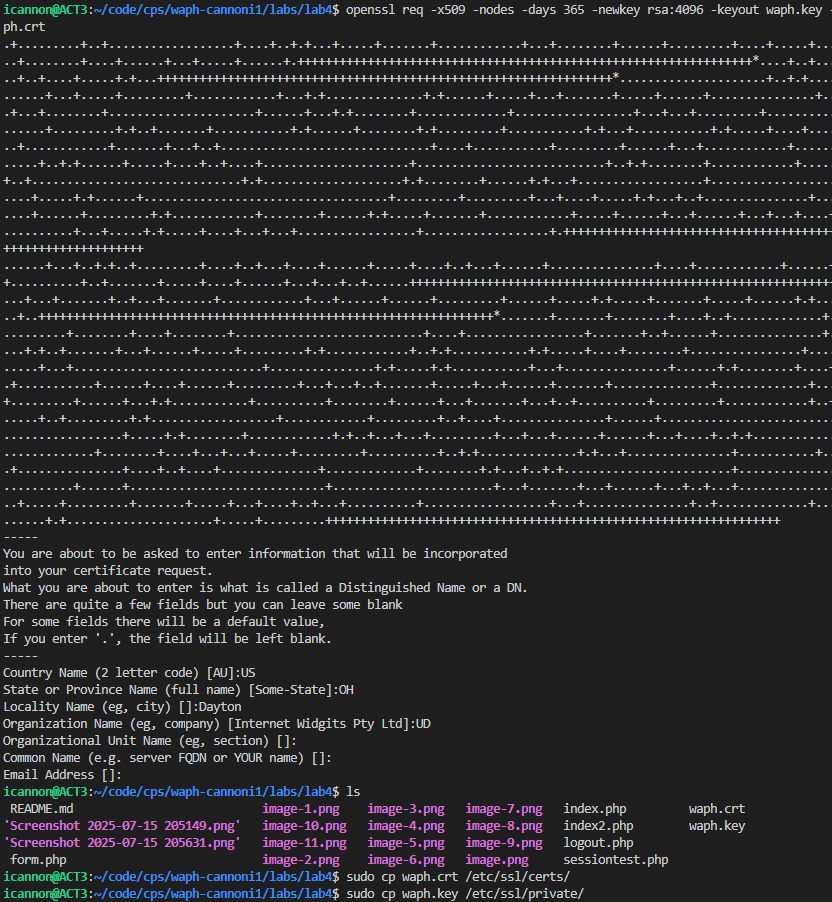 icannon@ACT3:~/code/cps/waph-cannoni1/labs/lab4$ openssl req -x509 -nodes -days 365 -newkey rsa:4096 -keyout waph.key -
ph.crt
-----
You are about to be asked to enter information that will be incorporated
into your certificate request.
What you are about to enter is what is called a Distinguished Name or a DN.
There are quite a few fields but you can leave some blank
For some fields there will be a default value,
If you enter '.', the field will be left blank.
-----
Country Name (2 letter code) [AU]:US
State or Province Name (full name) [Some-State]:OH
Locality Name (eg, city) []:Dayton
Organization Name (eg, company) [Internet Widgits Pty Ltd]:UD
Organizational Unit Name (eg, section) []:
Common Name (e.g. server FQDN or YOUR name) []:
Email Address []:
icannon@ACT3:~/code/cps/waph-cannoni1/labs/lab4$ ls
README.md image-1.png image-3.png image-7.png index.php waph.crt
'Screenshot 2025-07-15 205149.png' image-10.png image-4.png image-8.png index2.php waph.key
'Screenshot 2025-07-15 205631.png' image-11.png image-5.png image-9.png logout.php
form.php image-2.png image-6.png image.png sessiontest.php
icannon@ACT3:~/code/cps/waph-cannoni1/labs/lab4$ sudo cp waph.crt /etc/ssl/certs/
icannon@ACT3:~/code/cps/waph-cannoni1/labs/lab4$ sudo cp waph.key /etc/ssl/private/